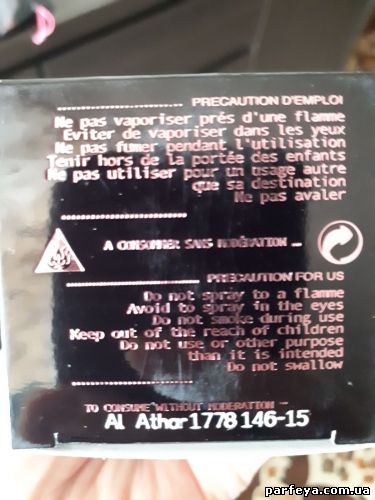 PRECAUTION D'EMPLOI
Ne pas vaporiser prés d'une flamme
Eviter de vaporiser dans les yeux
Ne pas fumer pendant l'utilisation
Tenir hors de la portée des enfants
Ne pas utiliser pour un usage autre
que sa destination
Ne pas avaler
A CONSOMMER SANS MODÉRATION ...
PRECAUTION FOR US
Do not spray to a flamme
Avoid to spray in the eyes
Do not smoke during use
Keep out of the reach of children
Do not use or other purpose
than it is intended
Do not swallow
TO CONSUME WITHOUT MODERATION -
Al Athar 1778 146-15
parfeya.com.ua